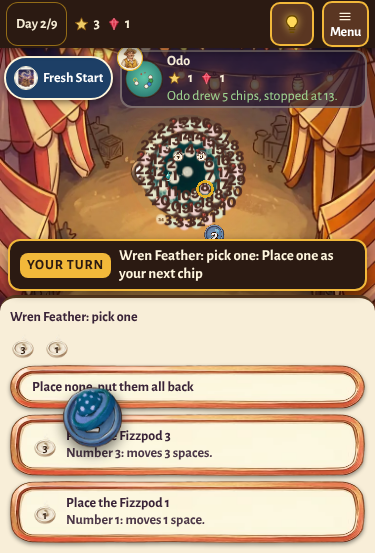 Day 2/9
3
1
Menu
Fresh Start
Odo
1
1
Odo drew 5 chips, stopped at 13.
2
YOUR TURN
Wren Feather: pick one: Place one as
your next chip
Wren Feather: pick one
3
1
Place none, put them all back
3
Fizzpod 3
Number 3: moves 3 spaces.
1
Place the Fizzpod 1
Number 1: moves 1 space.